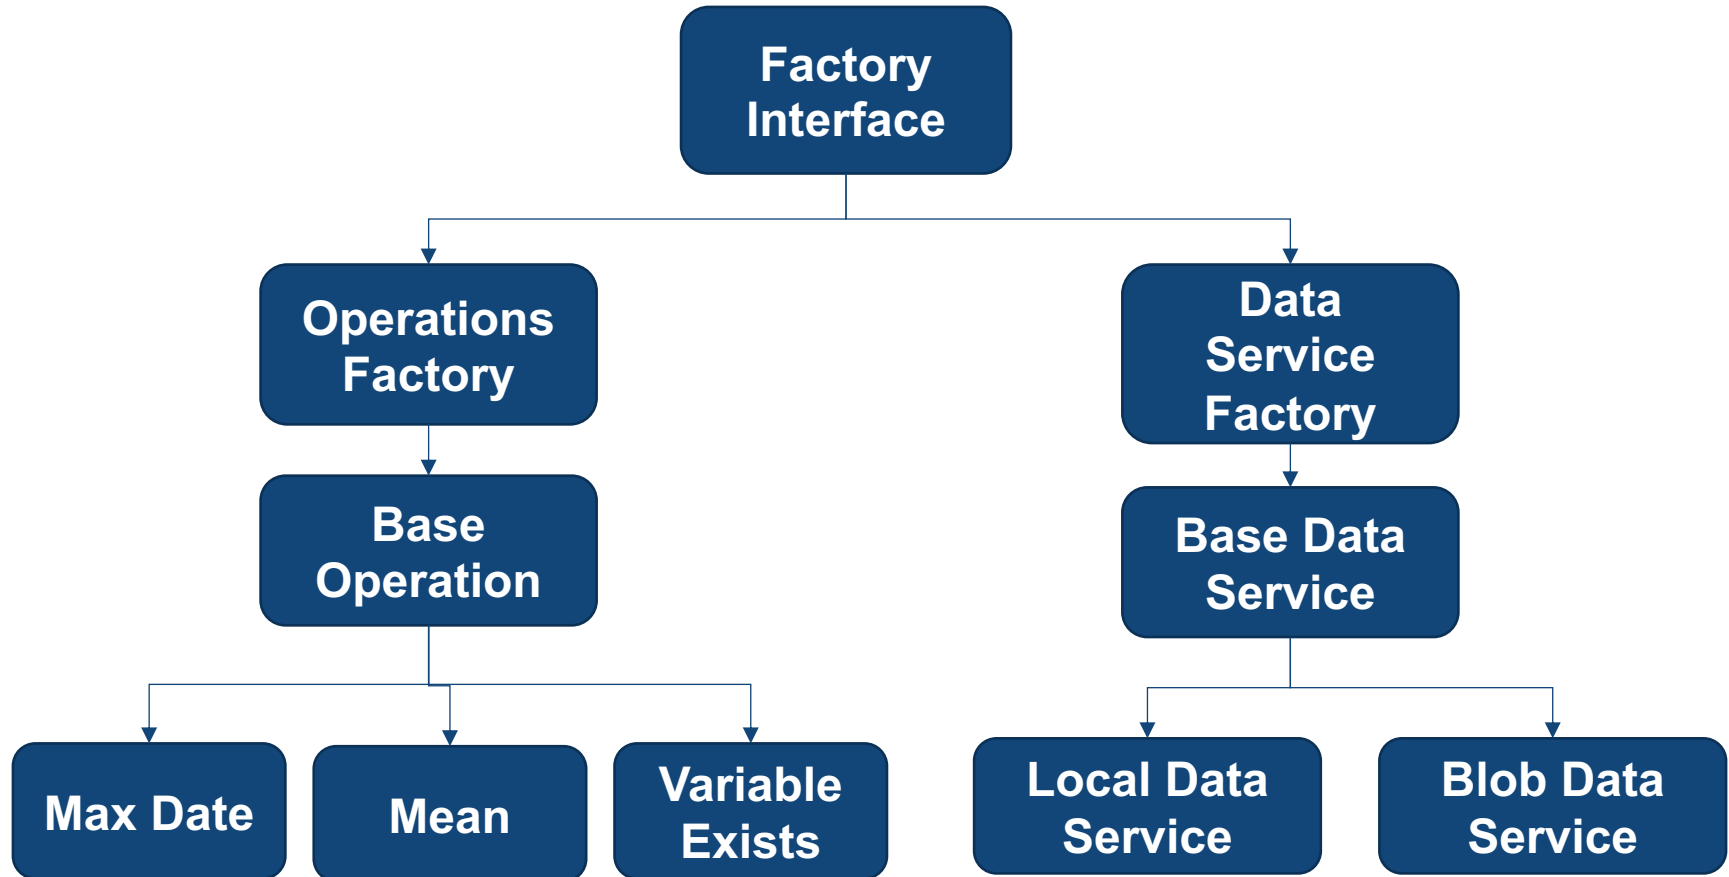 Factory
Interface
Operations
Factory
Data
Service
Factory
Base
Operation
Base Data
Service
Max Date
Mean
Variable
Exists
Local Data
Service
Blob Data
Service